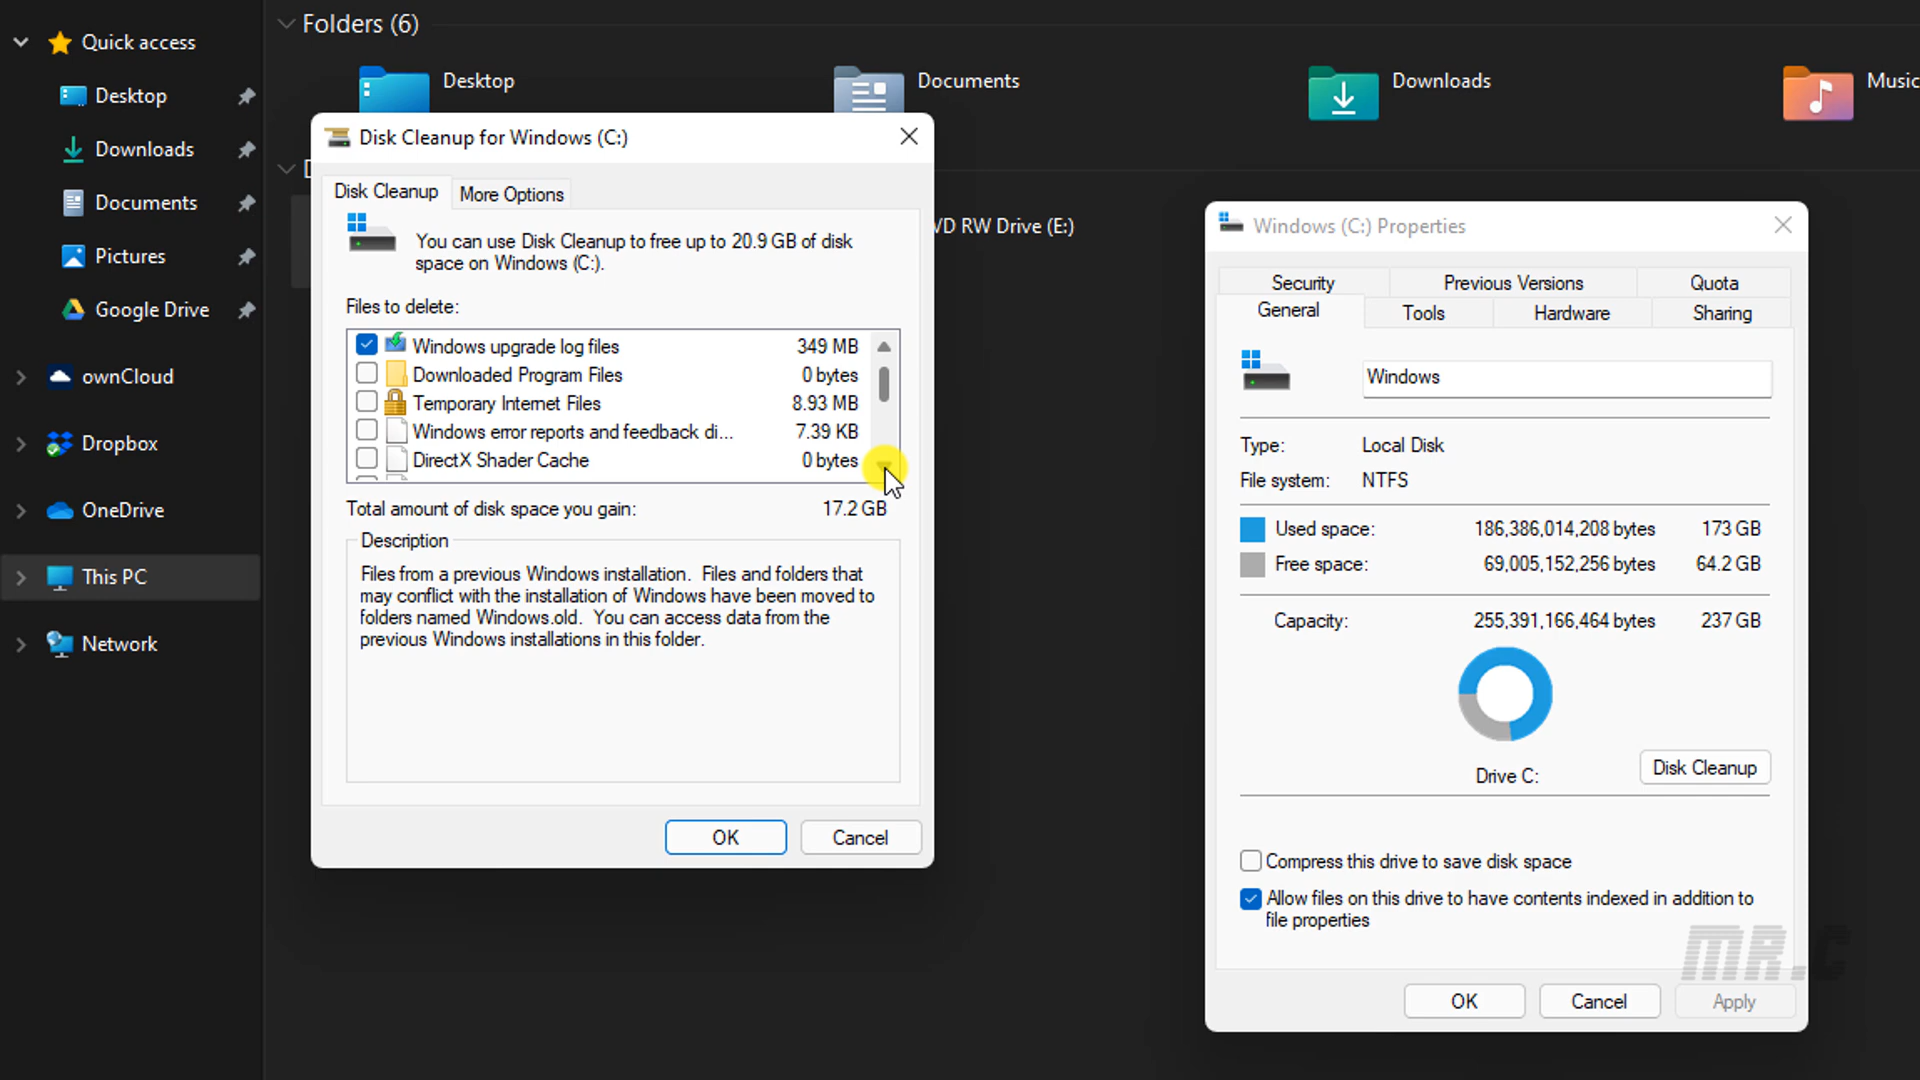 Quick access
Desktop
Downloads
Documents
Pictures
Google Drive
ownCloud
Dropbox
OneDrive
This PC
Network
Folders (6)
Desktop
Documents
Downloads
Music
VD RW Drive (E:)
Disk Cleanup for Windows (C:)
Disk Cleanup
More Options
You can use Disk Cleanup to free up to 20.9 GB of disk
space on Windows (C:).
Files to delete:
Windows upgrade log files 349 MB
Downloaded Program Files 0 bytes
Temporary Internet Files 8.93 MB
Windows error reports and feedback di... 7.39 KB
DirectX Shader Cache 0 bytes
Total amount of disk space you gain: 17.2 GB
Description
Files from a previous Windows installation. Files and folders that
may conflict with the installation of Windows have been moved to
folders named Windows.old. You can access data from the
previous Windows installations in this folder.
OK
Cancel
Windows (C:) Properties
Security
Previous Versions
Quota
General
Tools
Hardware
Sharing
Windows
Type: Local Disk
File system: NTFS
Used space: 186,386,014,208 bytes 173 GB
Free space: 69,005,152,256 bytes 64.2 GB
Capacity: 255,391,166,464 bytes 237 GB
Drive C:
Disk Cleanup
Compress this drive to save disk space
Allow files on this drive to have contents indexed in addition to
file properties
MR.C
OK
Cancel
Apply